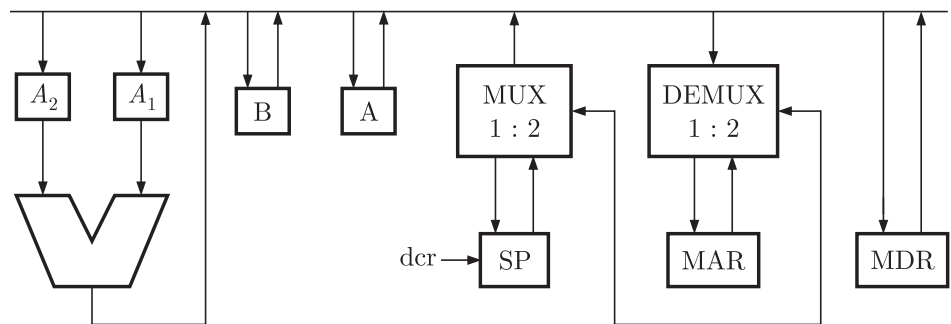 A₂
A₁
B
A
MUX
1 : 2
DEMUX
1 : 2
dcr
SP
MAR
MDR